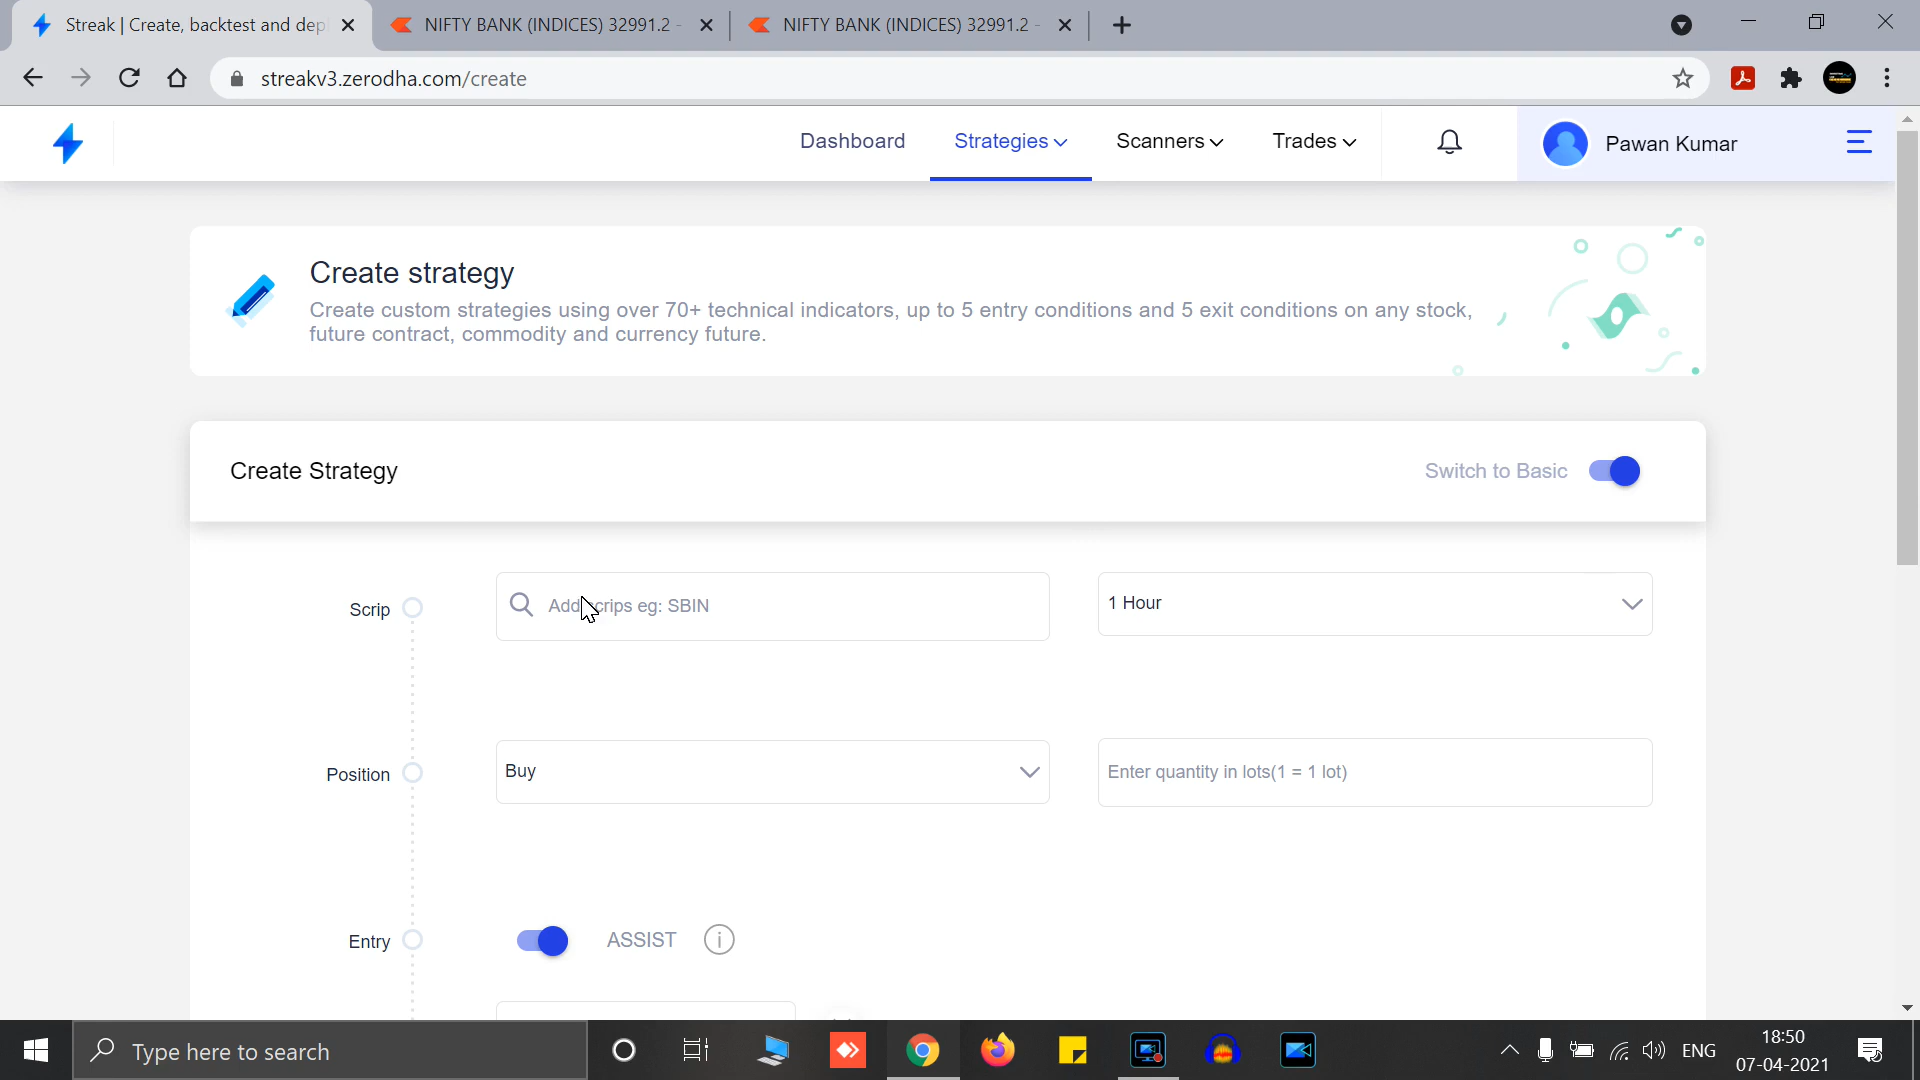 Streak | Create, backtest and dep
NIFTY BANK (INDICES) 32991.2 -
NIFTY BANK (INDICES) 32991.2 -
streakv3.zerodha.com/create
Dashboard
Strategies
Scanners
Trades
Pawan Kumar
Create strategy
Create custom strategies using over 70+ technical indicators, up to 5 entry conditions and 5 exit conditions on any stock,
future contract, commodity and currency future.
Create Strategy
Switch to Basic
Scrip
Add scrips eg: SBIN
1 Hour
Position
Buy
Enter quantity in lots(1 = 1 lot)
Entry
ASSIST
Type here to search
ENG
18:50
07-04-2021